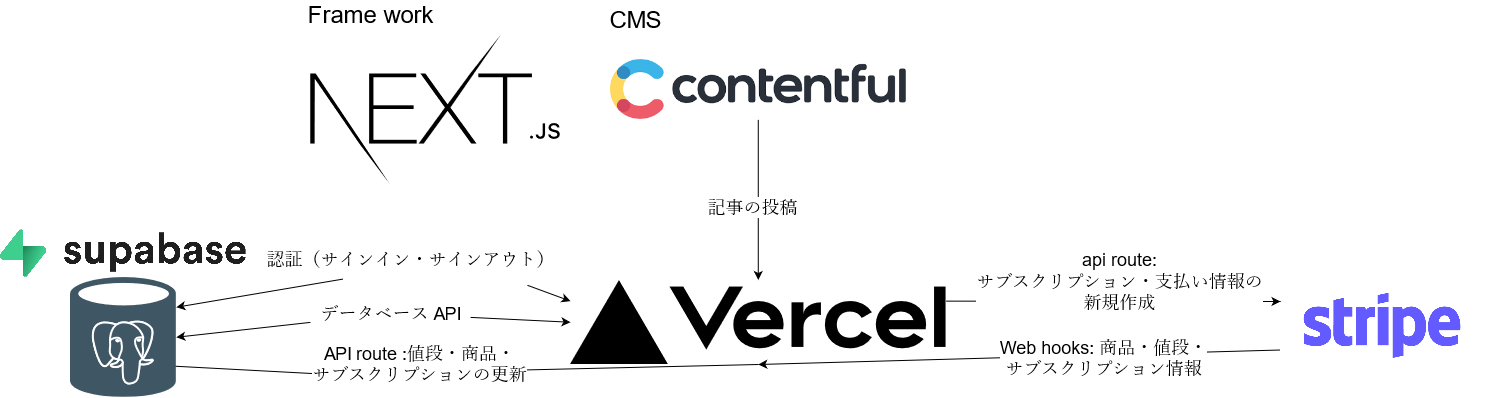 Frame work
NEXT.JS
CMS
contentful
記事の投稿
supabase
認証（サインイン・サインアウト）
データベース API
API route :値段・商品・
サブスクリプションの更新
Vercel
api route:
サブスクリプション・支払い情報の
新規作成
Web hooks: 商品・値段・
サブスクリプション情報
stripe